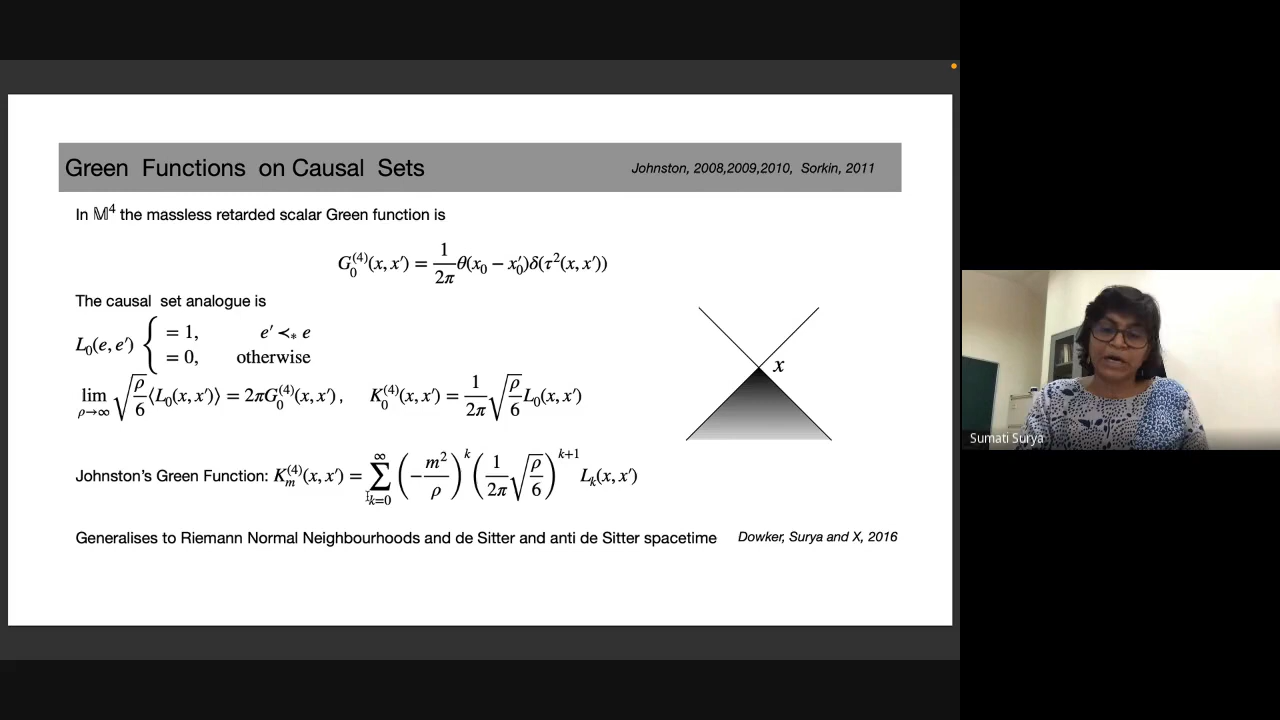 Green Functions on Causal Sets
Johnston, 2008,2009,2010, Sorkin, 2011
In 𝕄⁴ the massless retarded scalar Green function is
G₀⁽⁴⁾(x, x′) = 1/2π θ(x₀ − x₀′)δ(τ²(x, x′))
The causal set analogue is
L₀(e, e′) { = 1, e′ ≺* e
= 0, otherwise
lim ρ→∞ √(ρ/6) ⟨L₀(x, x′)⟩ = 2πG₀⁽⁴⁾(x, x′), K₀⁽⁴⁾(x, x′) = 1/2π √(ρ/6) L₀(x, x′)
x
Johnston's Green Function: Kₘ⁽⁴⁾(x, x′) = ∑_{k=0}^{∞} (−m²/ρ)^k (1/2π √(ρ/6))^{k+1} Lₖ(x, x′)
Generalises to Riemann Normal Neighbourhoods and de Sitter and anti de Sitter spacetime
Dowker, Surya and X, 2016
Sumati Surya